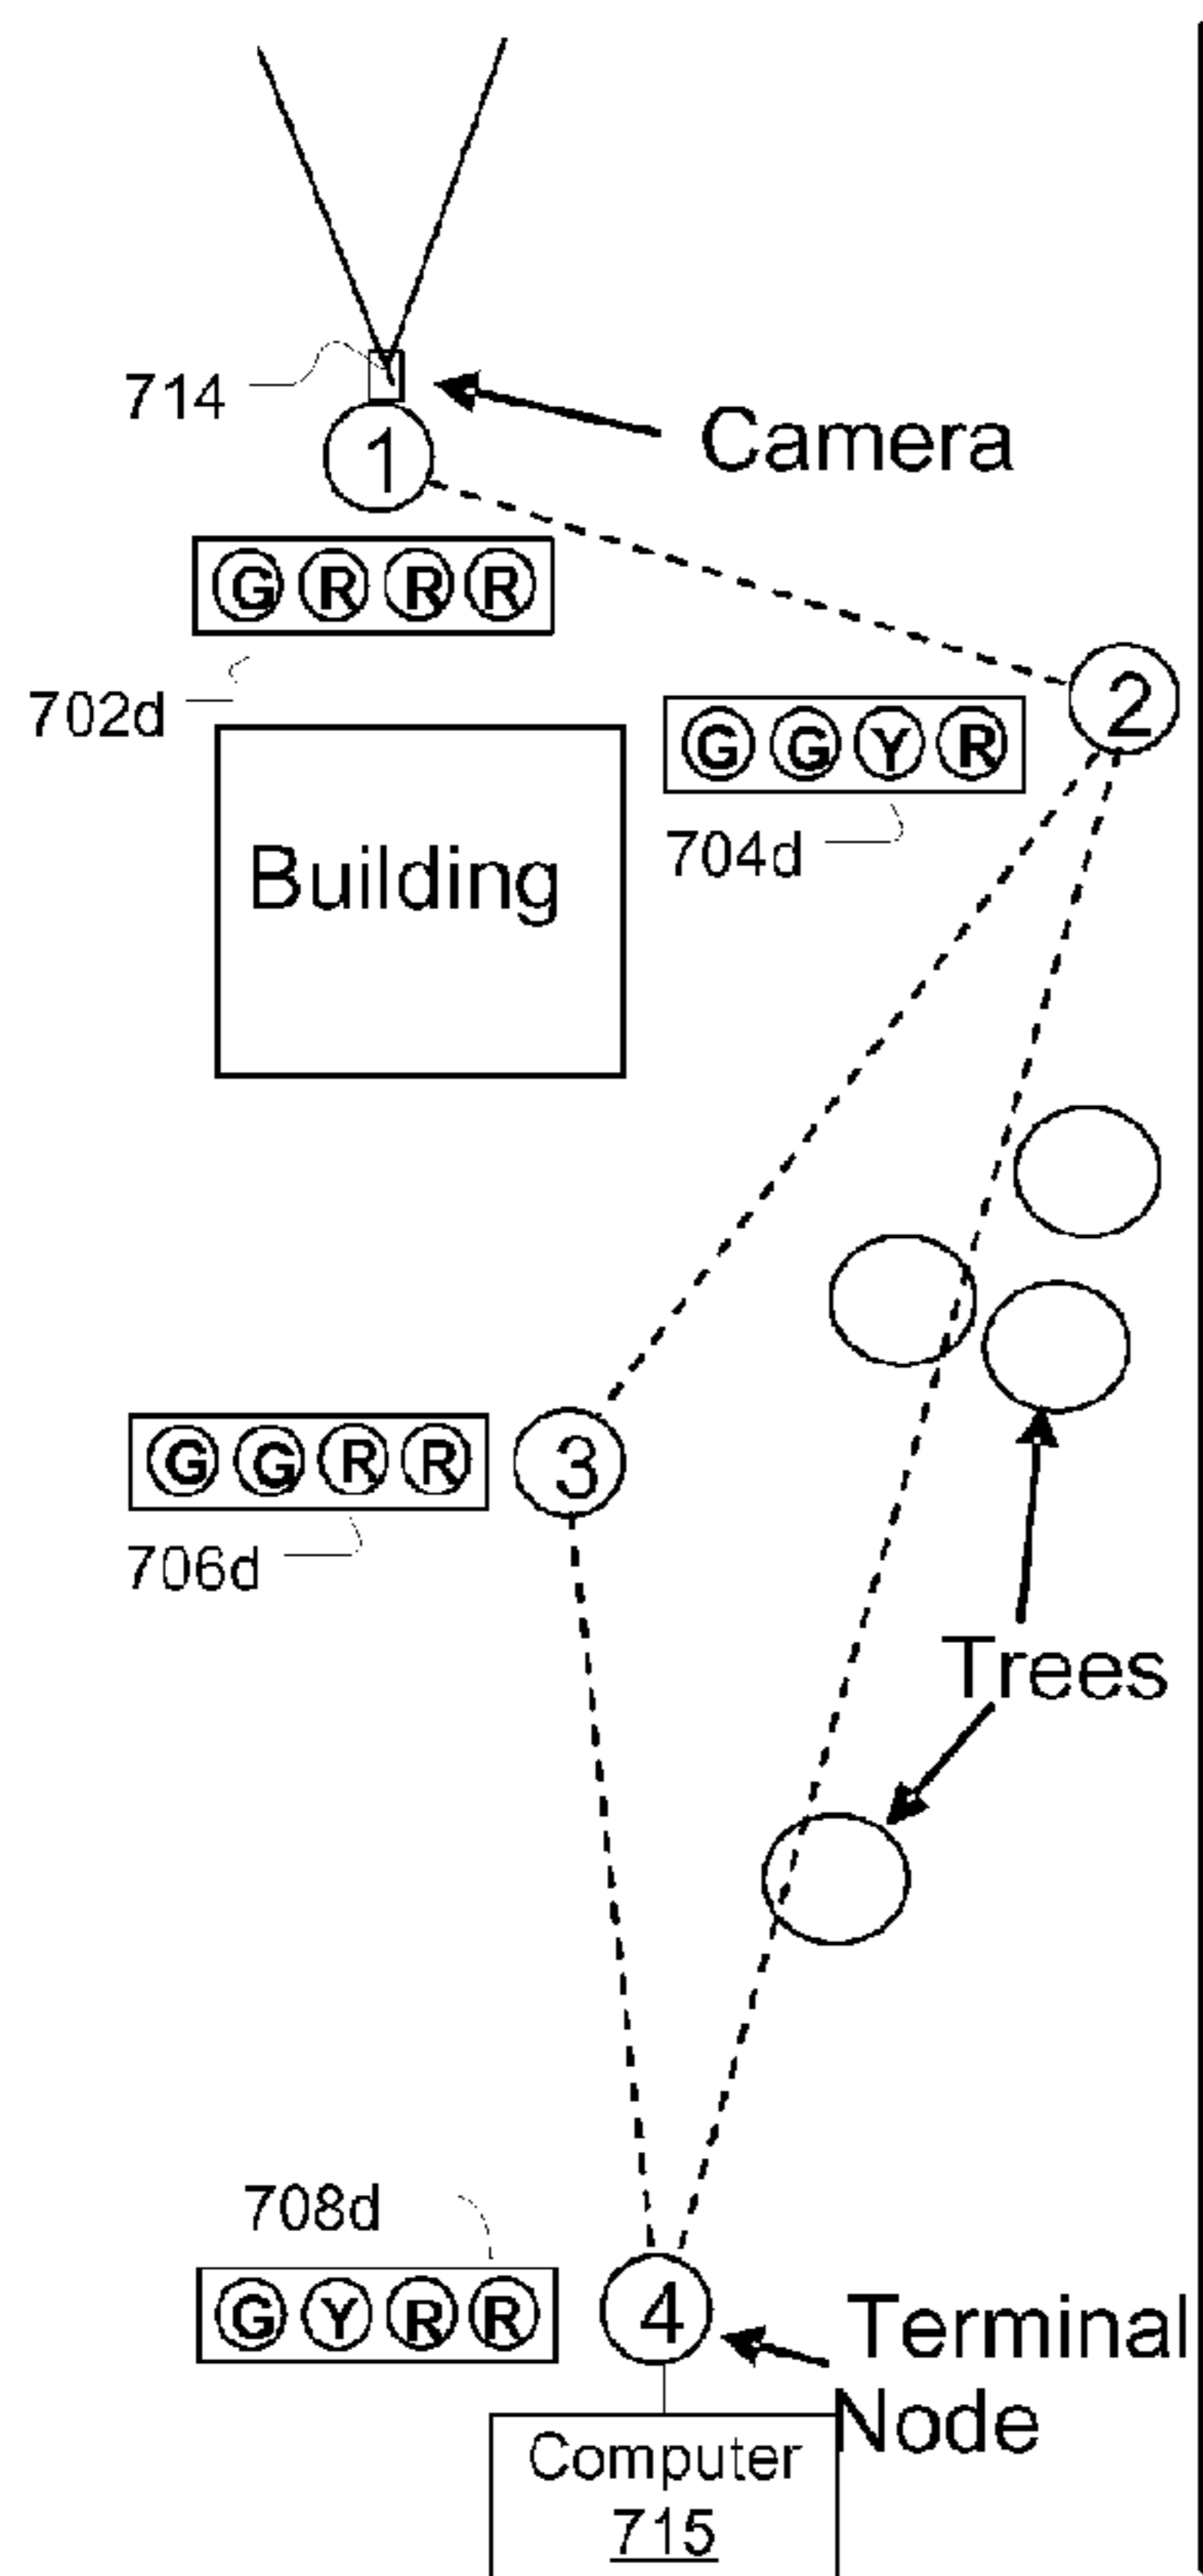 714
Camera
1
G R R R
702d
2
G G Y R
704d
Building
3
G G R R
706d
Trees
708d
G Y R R
4
Terminal
Node
Computer
715